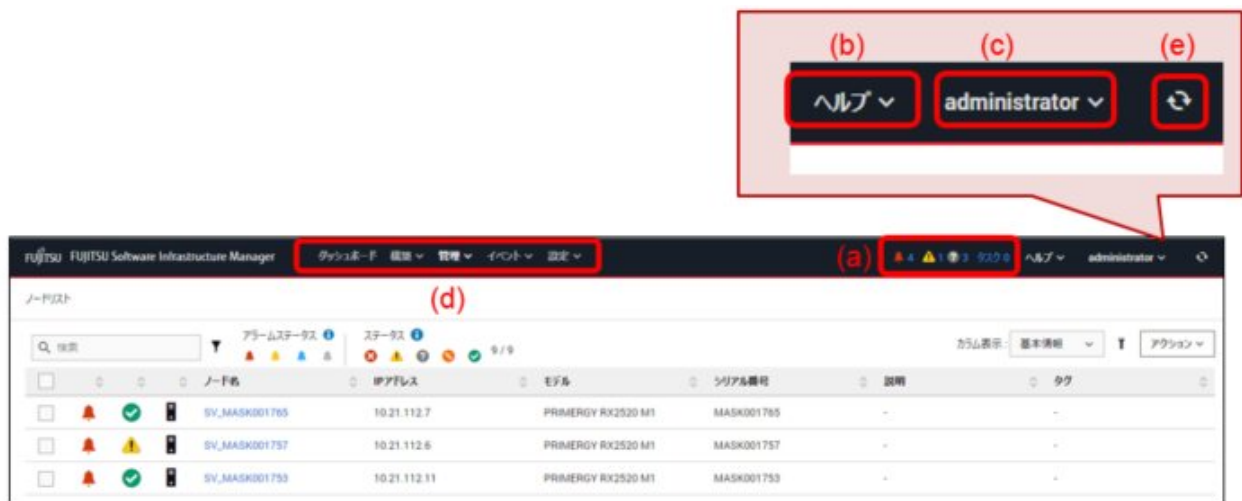 (b) (c) (e)
ヘルプ administrator
FUJITSU FUJITSU Software Infrastructure Manager ダッシュボード 構築 管理 イベント 設定 (a) 4 1 3 タスク 0 ヘルプ administrator
ノードリスト
(d)
検索 アラームステータス ステータス 9 / 9 カラム表示: 基本情報 アクション
ノード名 IPアドレス モデル シリアル番号 説明 タグ
SV_MASK001765 10.21.112.7 PRIMERGY RX2520 M1 MASK001765 - -
SV_MASK001757 10.21.112.6 PRIMERGY RX2520 M1 MASK001757 - -
SV_MASK001753 10.21.112.11 PRIMERGY RX2520 M1 MASK001753 - -